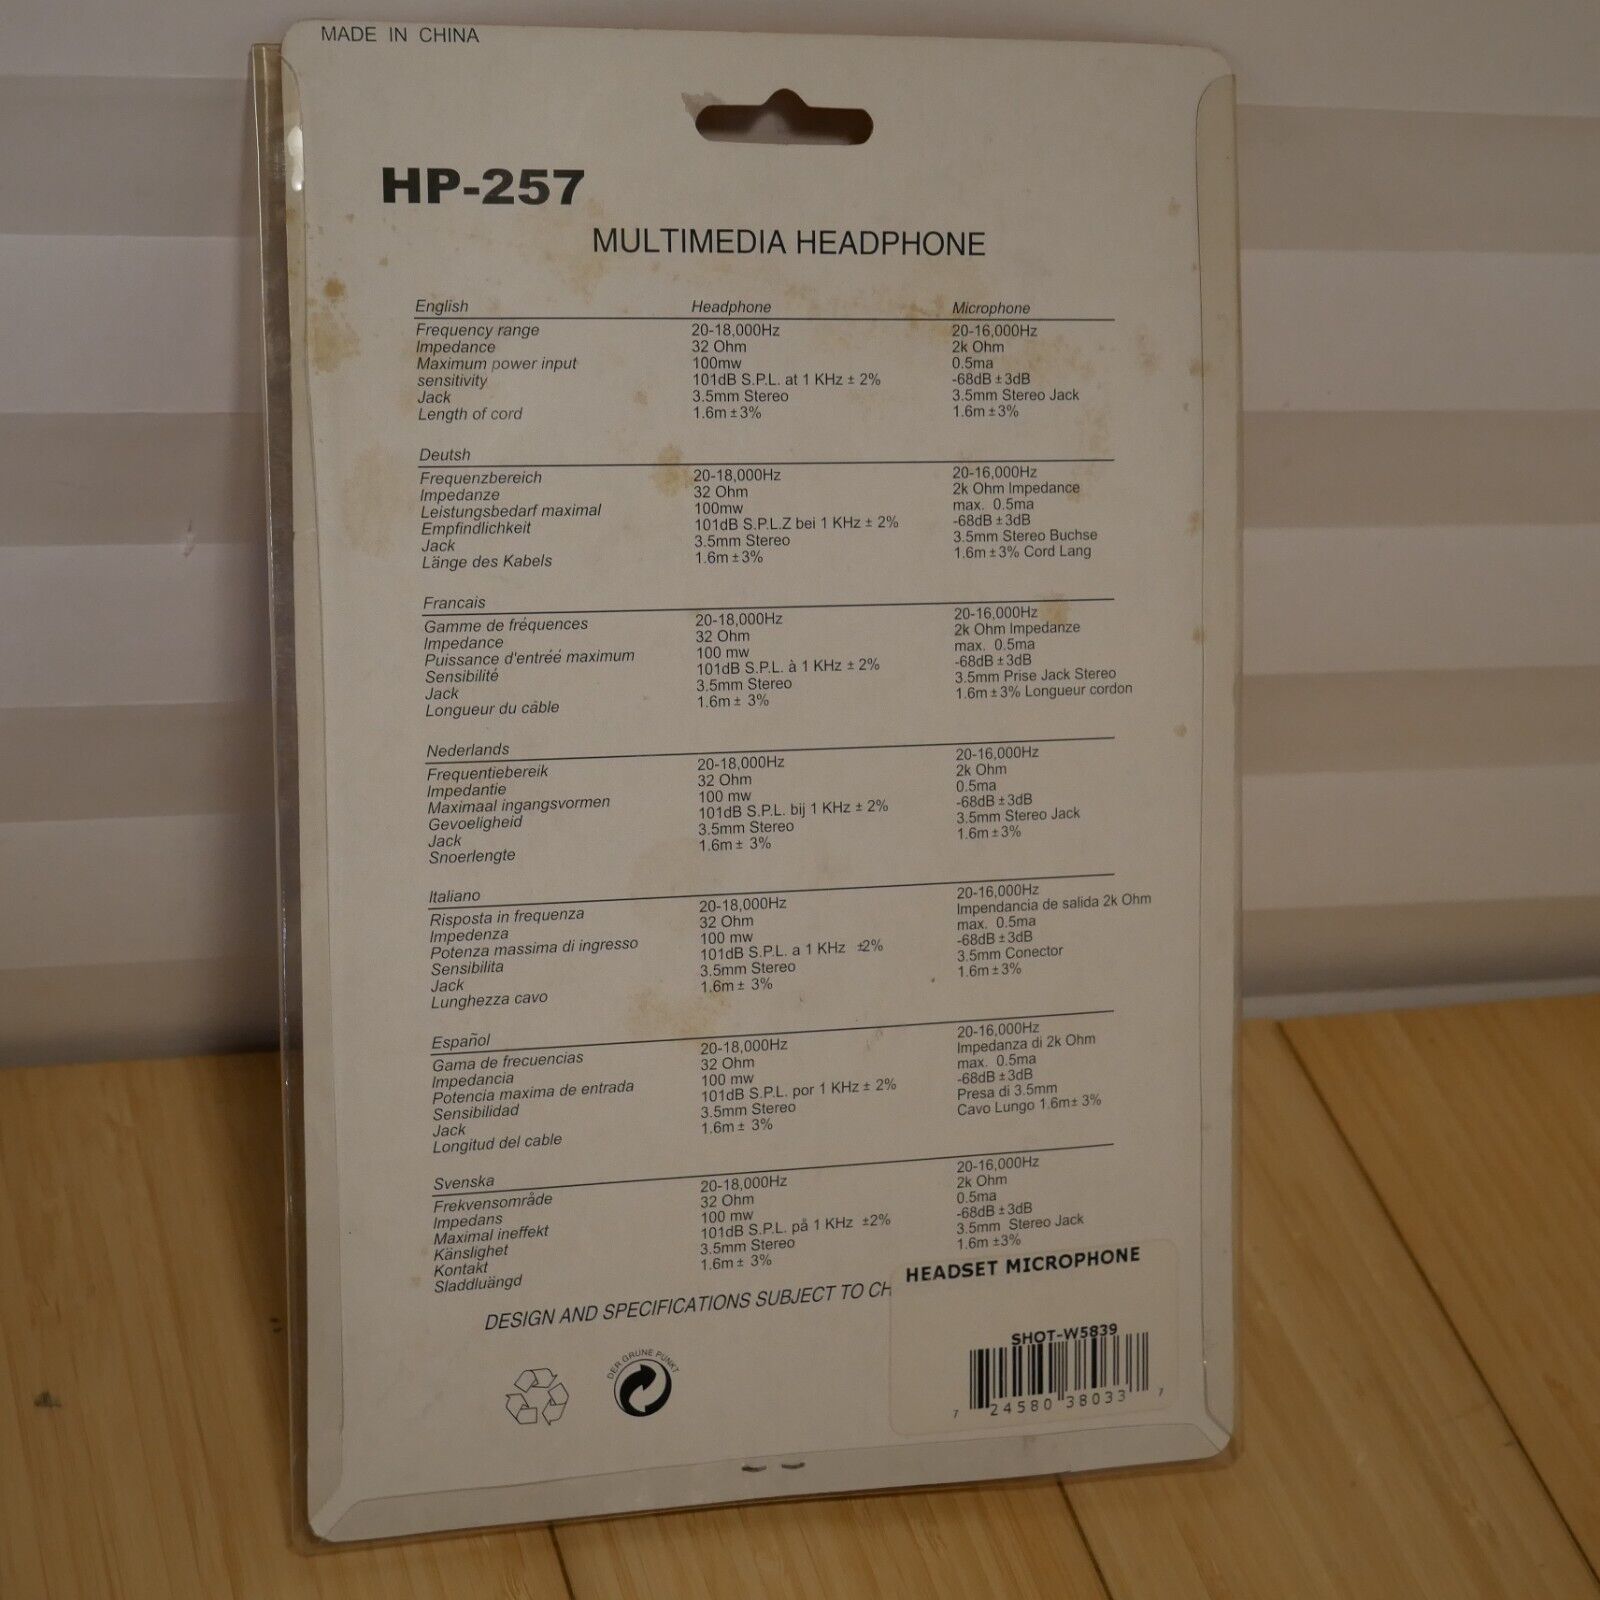 MADE IN CHINA
HP-257
MULTIMEDIA HEADPHONE
English Headphone Microphone
Frequency range 20-18,000Hz 20-16,000Hz
Impedance 32 Ohm 2k Ohm
Maximum power input 100mw 0.5ma
sensitivity 101dB S.P.L. at 1 KHz ± 2% -68dB ± 3dB
Jack 3.5mm Stereo 3.5mm Stereo Jack
Length of cord 1.6m ± 3% 1.6m ± 3%
Deutsh
Frequenzbereich 20-18,000Hz 20-16,000Hz
Impedanze 32 Ohm 2k Ohm Impedance
Leistungsbedarf maximal 100mw max. 0.5ma
Empfindlichkeit 101dB S.P.L.Z bei 1 KHz ± 2% -68dB ± 3dB
Jack 3.5mm Stereo 3.5mm Stereo Buchse
Länge des Kabels 1.6m ± 3% 1.6m ± 3% Cord Lang
Francais
Gamme de fréquences 20-18,000Hz 20-16,000Hz
Impedance 32 Ohm 2k Ohm Impedanze
Puissance d'entréé maximum 100 mw max. 0.5ma
Sensibilité 101dB S.P.L. à 1 KHz ± 2% -68dB ± 3dB
Jack 3.5mm Stereo 3.5mm Prise Jack Stereo
Longueur du câble 1.6m ± 3% 1.6m ± 3% Longueur cordon
Nederlands
Frequentiebereik 20-18,000Hz 20-16,000Hz
Impedantie 32 Ohm 2k Ohm
Maximaal ingangsvormen 100 mw 0.5ma
Gevoeligheid 101dB S.P.L. bij 1 KHz ± 2% -68dB ± 3dB
Jack 3.5mm Stereo 3.5mm Stereo Jack
Snoerlengte 1.6m ± 3% 1.6m ± 3%
Italiano
Risposta in frequenza 20-18,000Hz 20-16,000Hz
Impedenza 32 Ohm Impendancia de salida 2k Ohm
Potenza massima di ingresso 100 mw max. 0.5ma
Sensibilita 101dB S.P.L. a 1 KHz ±2% -68dB ± 3dB
Jack 3.5mm Stereo 3.5mm Conector
Lunghezza cavo 1.6m ± 3% 1.6m ± 3%
Español
Gama de frecuencias 20-18,000Hz 20-16,000Hz
Impedancia 32 Ohm Impedanza di 2k Ohm
Potencia maxima de entrada 100 mw max. 0.5ma
Sensibilidad 101dB S.P.L. por 1 KHz ± 2% -68dB ± 3dB
Jack 3.5mm Stereo Presa di 3.5mm
Longitud del cable 1.6m ± 3% Cavo Lungo 1.6m± 3%
Svenska
Frekvensområde 20-18,000Hz 20-16,000Hz
Impedans 32 Ohm 2k Ohm
Maximal ineffekt 100 mw 0.5ma
Känslighet 101dB S.P.L. på 1 KHz ±2% -68dB ± 3dB
Kontakt 3.5mm Stereo 3.5mm Stereo Jack
Sladdluängd 1.6m ± 3% 1.6m ±3%
DESIGN AND SPECIFICATIONS SUBJECT TO CH
HEADSET MICROPHONE
SHOT-W5839
7 24580 38033 7
DER GRÜNE PUNKT